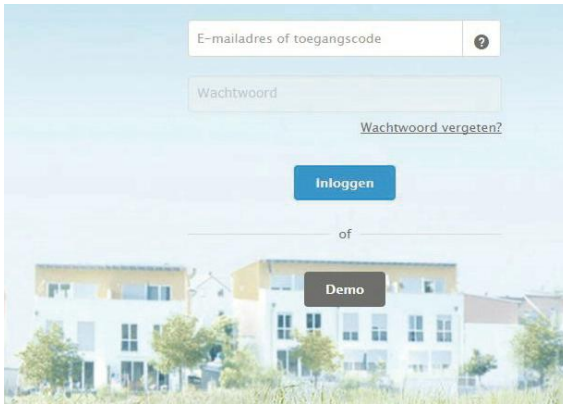 E-mailadres of toegangscode
?
Wachtwoord
Wachtwoord vergeten?
Inloggen
of
Demo